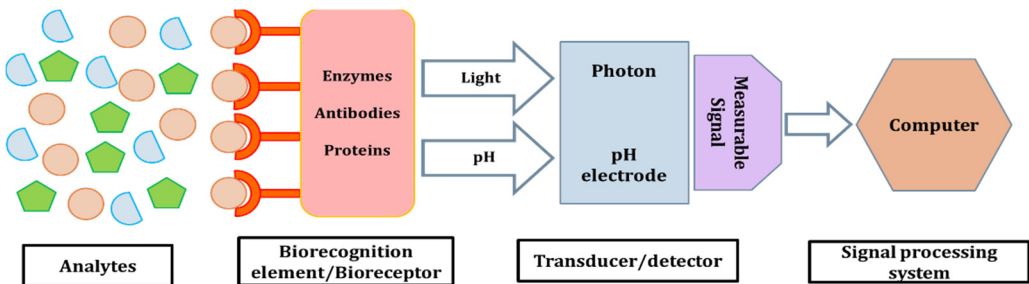 Enzymes
Antibodies
Proteins
Light
pH
Photon
pH
electrode
Measurable
Signal
Computer
Analytes
Biorecognition
element/Bioreceptor
Transducer/detector
Signal processing
system